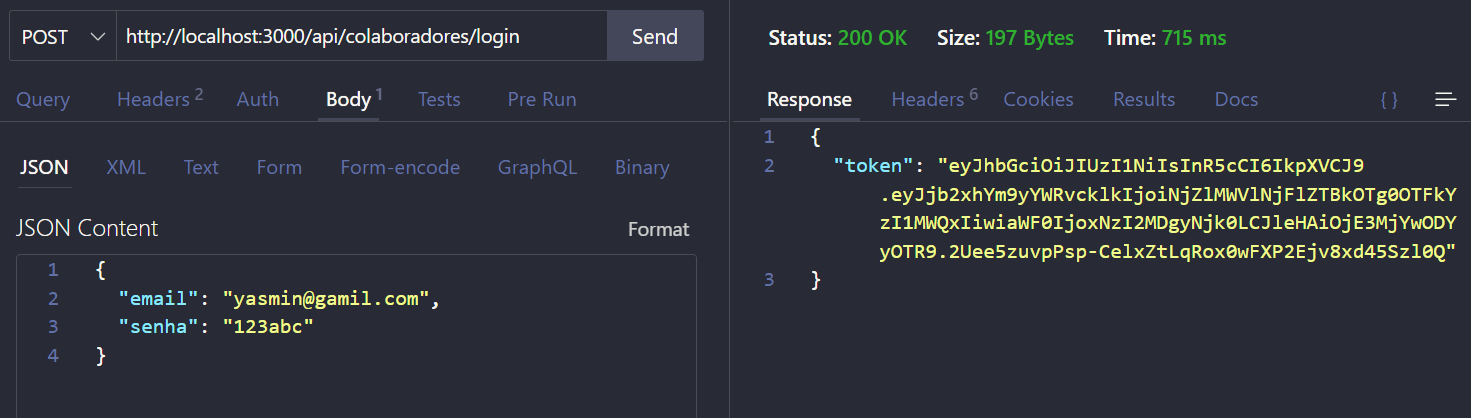 POST http://localhost:3000/api/colaboradores/login Send
Query Headers 2 Auth Body 1 Tests Pre Run
JSON XML Text Form Form-encode GraphQL Binary
JSON Content Format
1 {
2 "email": "yasmin@gamil.com",
3 "senha": "123abc"
4 }
Status: 200 OK Size: 197 Bytes Time: 715 ms
Response Headers 6 Cookies Results Docs { }
1 {
2 "token": "eyJhbGciOiJIUzI1NiIsInR5cCI6IkpXVCJ9
.eyJjb2xhYm9yYWRvcklkIjoiNjZlMWVlNjFlZTBkOTg0OTFkY
zI1MWQxIiwiaWF0IjoxNzI2MDgyNjk0LCJleHAiOjE3MjYwODY
yOTR9.2Uee5zuvpPsp-CelxZtLqRox0wFXP2Ejv8xd45Szl0Q"
3 }